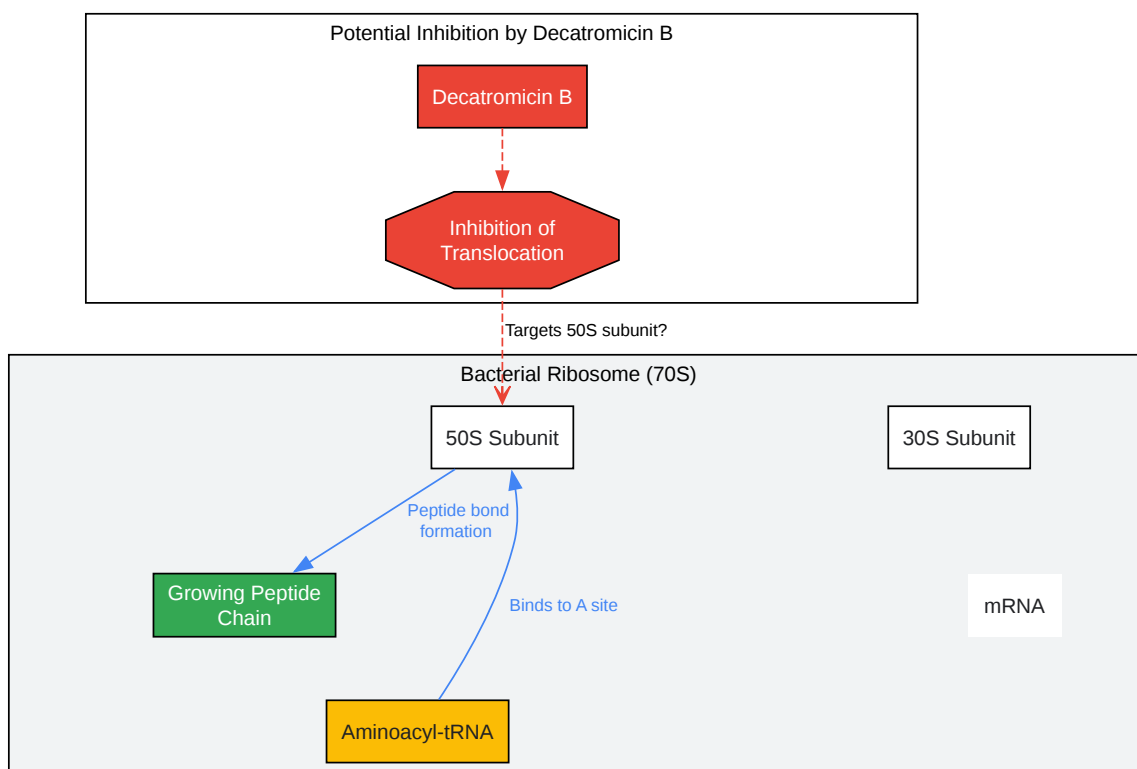 Potential Inhibition by Decatromicin B
Decatromicin B
Inhibition of
Translocation
Targets 50S subunit?
Bacterial Ribosome (70S)
50S Subunit
30S Subunit
Peptide bond
formation
Growing Peptide
Chain
Binds to A site
mRNA
Aminoacyl-tRNA